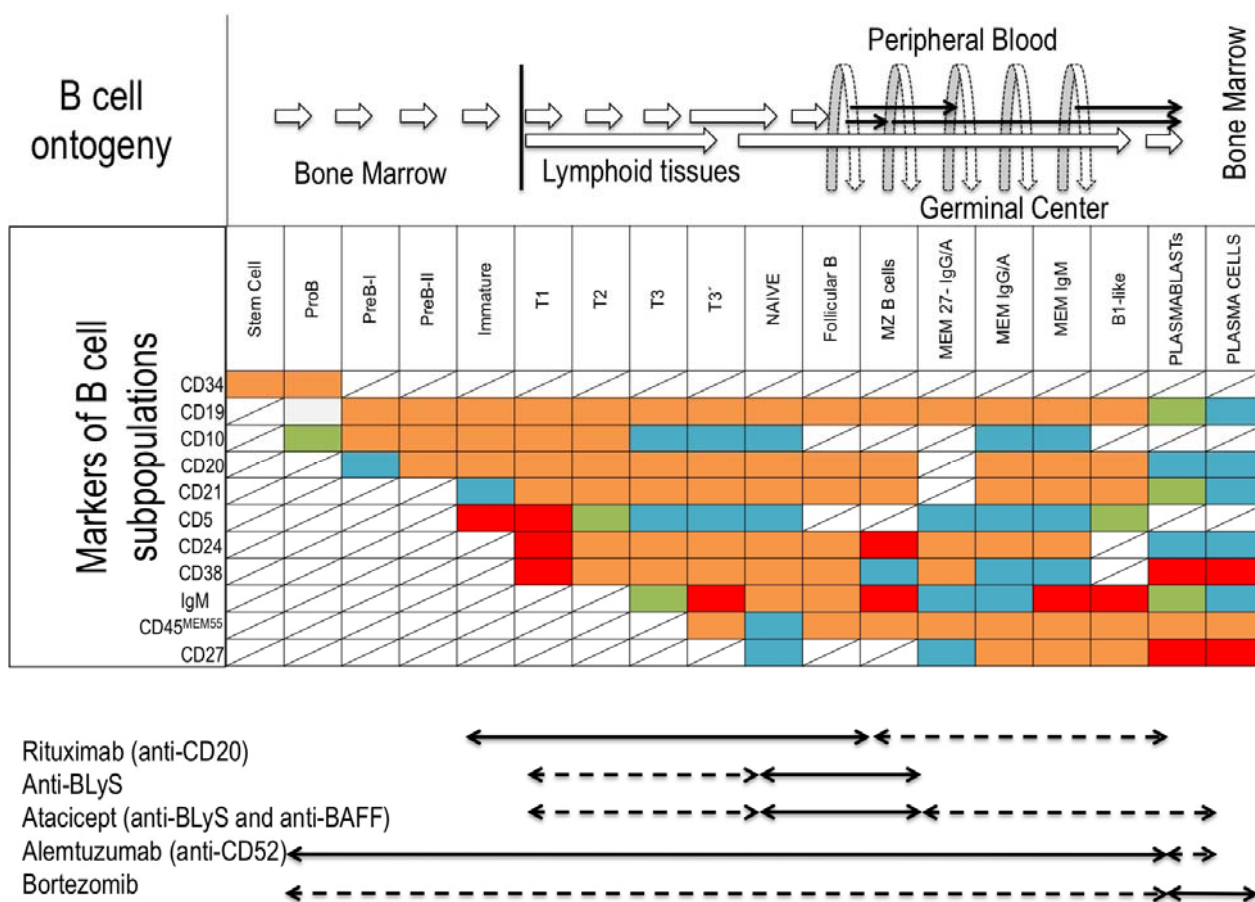 Peripheral Blood
B cell
ontogeny
Bone Marrow
Lymphoid tissues
Germinal Center
Bone Marrow
Markers of B cell
subpopulations
Stem Cell
ProB
PreB-I
PreB-II
Immature
T1
T2
T3
T3´
NAIVE
Follicular B
MZ B cells
MEM 27- IgG/A
MEM IgG/A
MEM IgM
B1-like
PLASMABLASTs
PLASMA CELLS
CD34
CD19
CD10
CD20
CD21
CD5
CD24
CD38
IgM
CD45MEM55
CD27
Rituximab (anti-CD20)
Anti-BLyS
Atacicept (anti-BLyS and anti-BAFF)
Alemtuzumab (anti-CD52)
Bortezomib